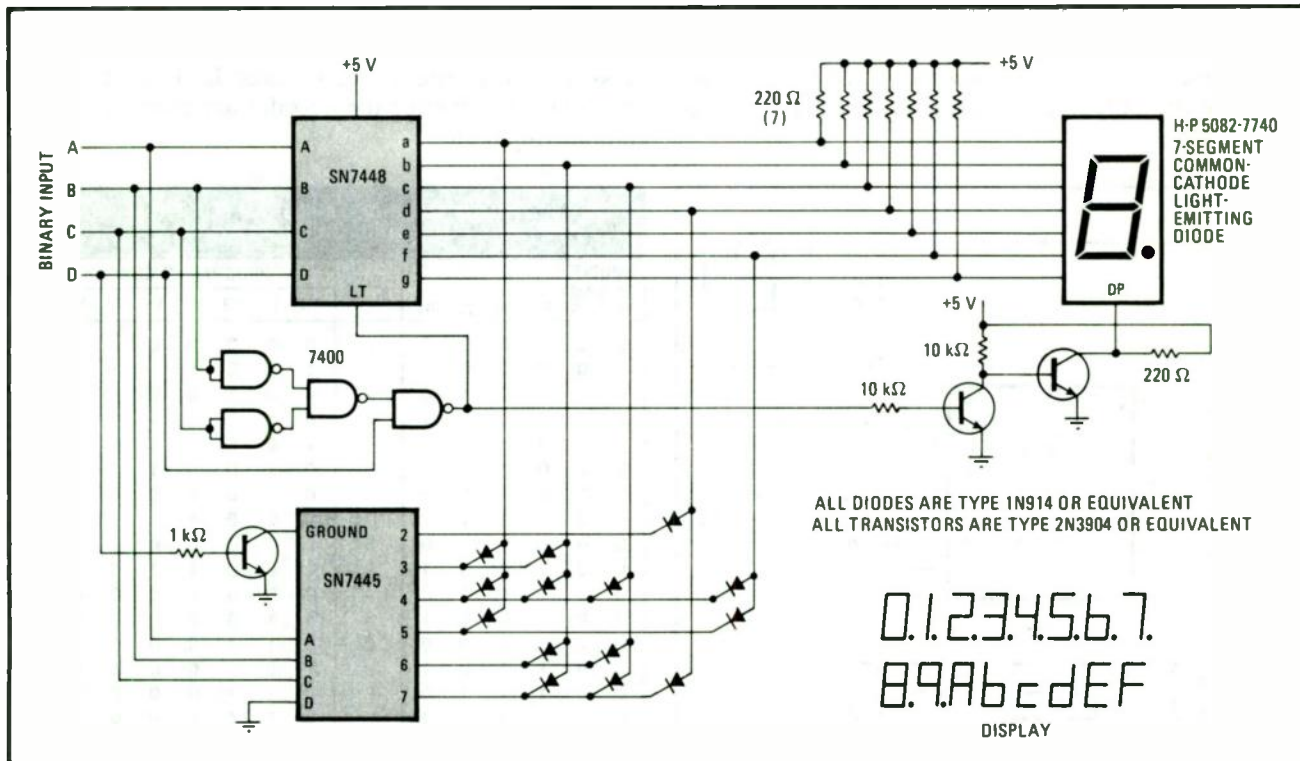 +5 V
+5 V
220 Ω
(7)
H-P 5082-7740
7-SEGMENT
COMMON-
CATHODE
LIGHT-
EMITTING
DIODE
BINARY INPUT
A
B
C
D
A
B
C
D
SN7448
LT
a
b
c
d
e
f
g
DP
+5 V
10 kΩ
220 Ω
10 kΩ
7400
1 kΩ
GROUND
SN7445
A
B
C
D
2
3
4
5
6
7
ALL DIODES ARE TYPE 1N914 OR EQUIVALENT
ALL TRANSISTORS ARE TYPE 2N3904 OR EQUIVALENT
0.1.2.3.4.5.6.7.
8.9.AbcdEF
DISPLAY